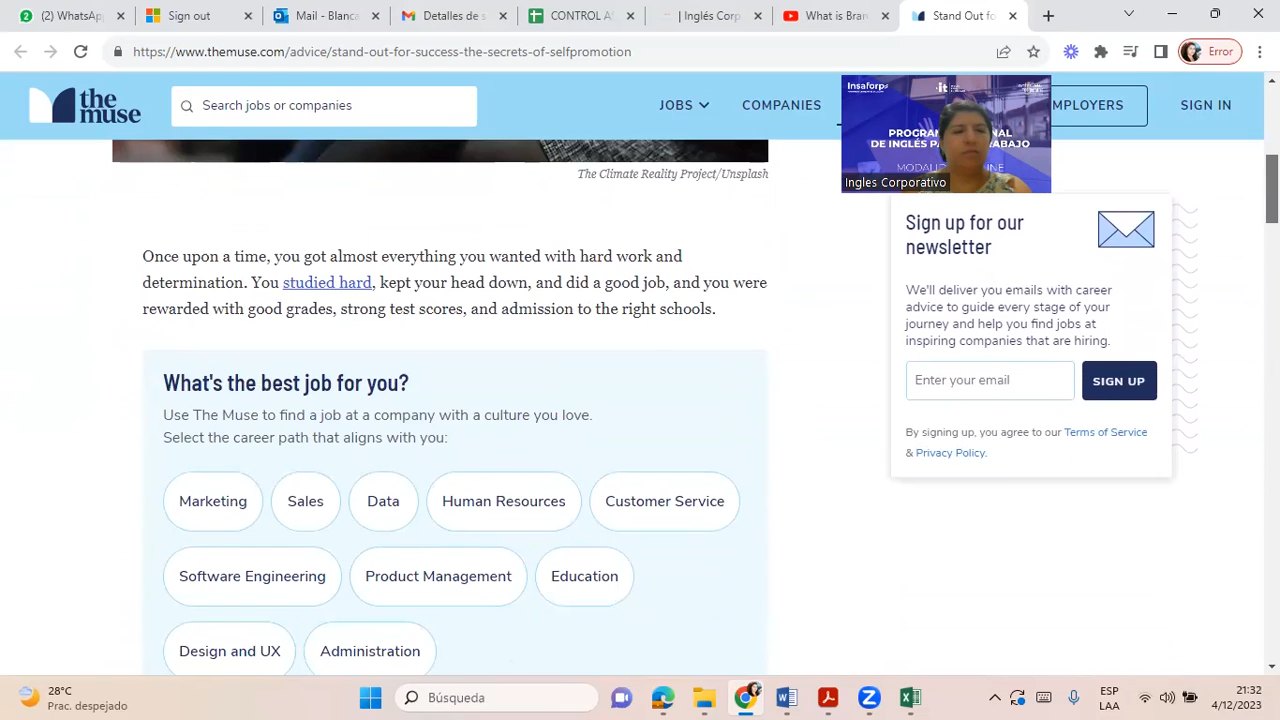 (2) WhatsA
Sign out
Mail - Blanc
Detalles de s
CONTROL AS
| Inglés Corp
What is Bran
Stand Out fo
https://www.themuse.com/advice/stand-out-for-success-the-secrets-of-selfpromotion
Error
the muse
Search jobs or companies
JOBS
COMPANIES
MPLOYERS
SIGN IN
Insaforp
it
PROGRA NAL
DE INGLÉS PA AJO
MODALI INE
Ingles Corporativo
The Climate Reality Project/Unsplash
Once upon a time, you got almost everything you wanted with hard work and
determination. You studied hard, kept your head down, and did a good job, and you were
rewarded with good grades, strong test scores, and admission to the right schools.
What's the best job for you?
Use The Muse to find a job at a company with a culture you love.
Select the career path that aligns with you:
Marketing
Sales
Data
Human Resources
Customer Service
Software Engineering
Product Management
Education
Design and UX
Administration
Sign up for our
newsletter
We'll deliver you emails with career
advice to guide every stage of your
journey and help you find jobs at
inspiring companies that are hiring.
Enter your email
SIGN UP
By signing up, you agree to our Terms of Service
& Privacy Policy.
28°C
Prac. despejado
Búsqueda
ESP
LAA
21:32
4/12/2023